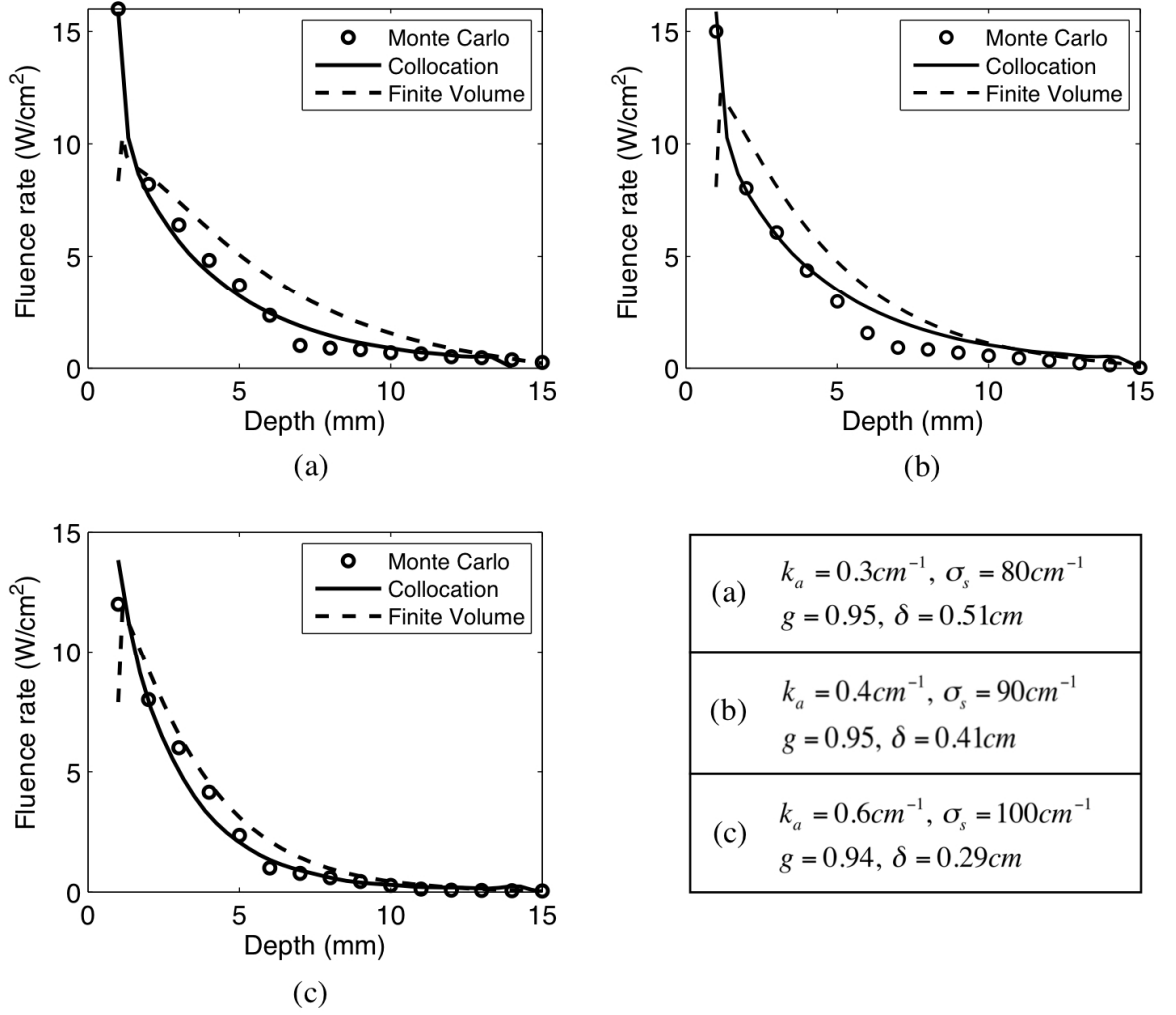 15
10
5
0
Fluence rate (W/cm²)
Monte Carlo
Collocation
Finite Volume
0 5 10 15
Depth (mm)
(a)
15
10
5
0
Fluence rate (W/cm²)
Monte Carlo
Collocation
Finite Volume
0 5 10 15
Depth (mm)
(b)
15
10
5
0
Fluence rate (W/cm²)
Monte Carlo
Collocation
Finite Volume
0 5 10 15
Depth (mm)
(c)
(a) kₐ = 0.3cm⁻¹, σₛ = 80cm⁻¹
g = 0.95, δ = 0.51cm
(b) kₐ = 0.4cm⁻¹, σₛ = 90cm⁻¹
g = 0.95, δ = 0.41cm
(c) kₐ = 0.6cm⁻¹, σₛ = 100cm⁻¹
g = 0.94, δ = 0.29cm